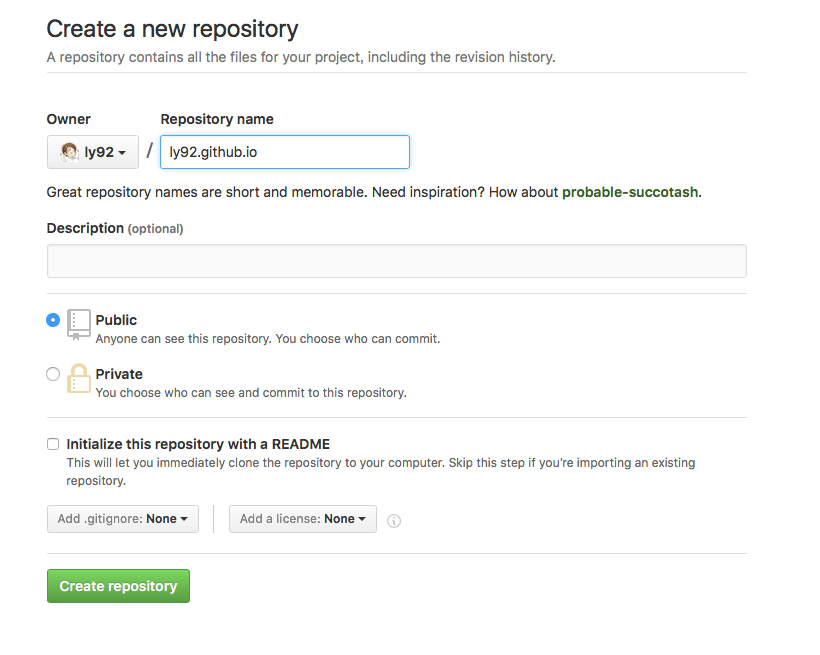 Create a new repository
A repository contains all the files for your project, including the revision history.
Owner Repository name
ly92 / ly92.github.io
Great repository names are short and memorable. Need inspiration? How about probable-succotash.
Description (optional)
Public
Anyone can see this repository. You choose who can commit.
Private
You choose who can see and commit to this repository.
Initialize this repository with a README
This will let you immediately clone the repository to your computer. Skip this step if you're importing an existing
repository.
Add .gitignore: None Add a license: None
Create repository